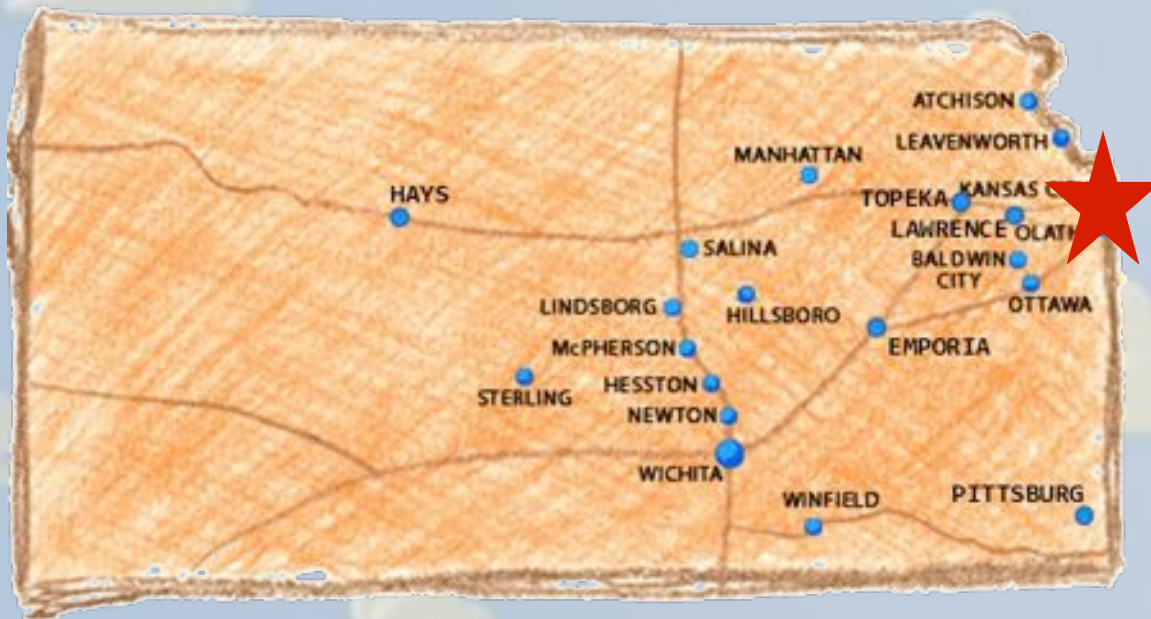 ATCHISON
LEAVENWORTH
MANHATTAN
HAYS
TOPEKA
KANSAS
LAWRENCE
SALINA
BALDWIN
CITY
OTTAWA
LINDSBORG
HILLSBORO
EMPORIA
McPHERSON
HESSTON
STERLING
NEWTON
WICHITA
WINFIELD
PITTSBURG